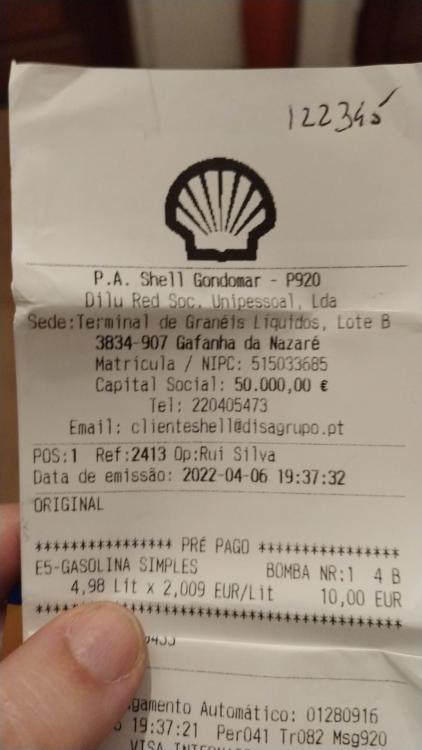 122345
P.A. Shell Gondomar - P920
Dilu Red Soc. Unipessoal, Lda
Sede:Terminal de Granéis Líquidos, Lote B
3834-907 Gafanha da Nazaré
Matrícula / NIPC: 515033685
Capital Social: 50.000,00 €
Tel: 220405473
Email: clienteshell@disagrupo.pt
POS:1 Ref:2413 Op:Rui Silva
Data de emissão: 2022-04-06 19:37:32
ORIGINAL
**************** PRÉ PAGO ****************
E5-GASOLINA SIMPLES BOMBA NR:1 4 B
4,98 Lit x 2,009 EUR/Lit 10,00 EUR
Automático: 01280916
19:37:21 Per041 Tr082 Msg920
VISA